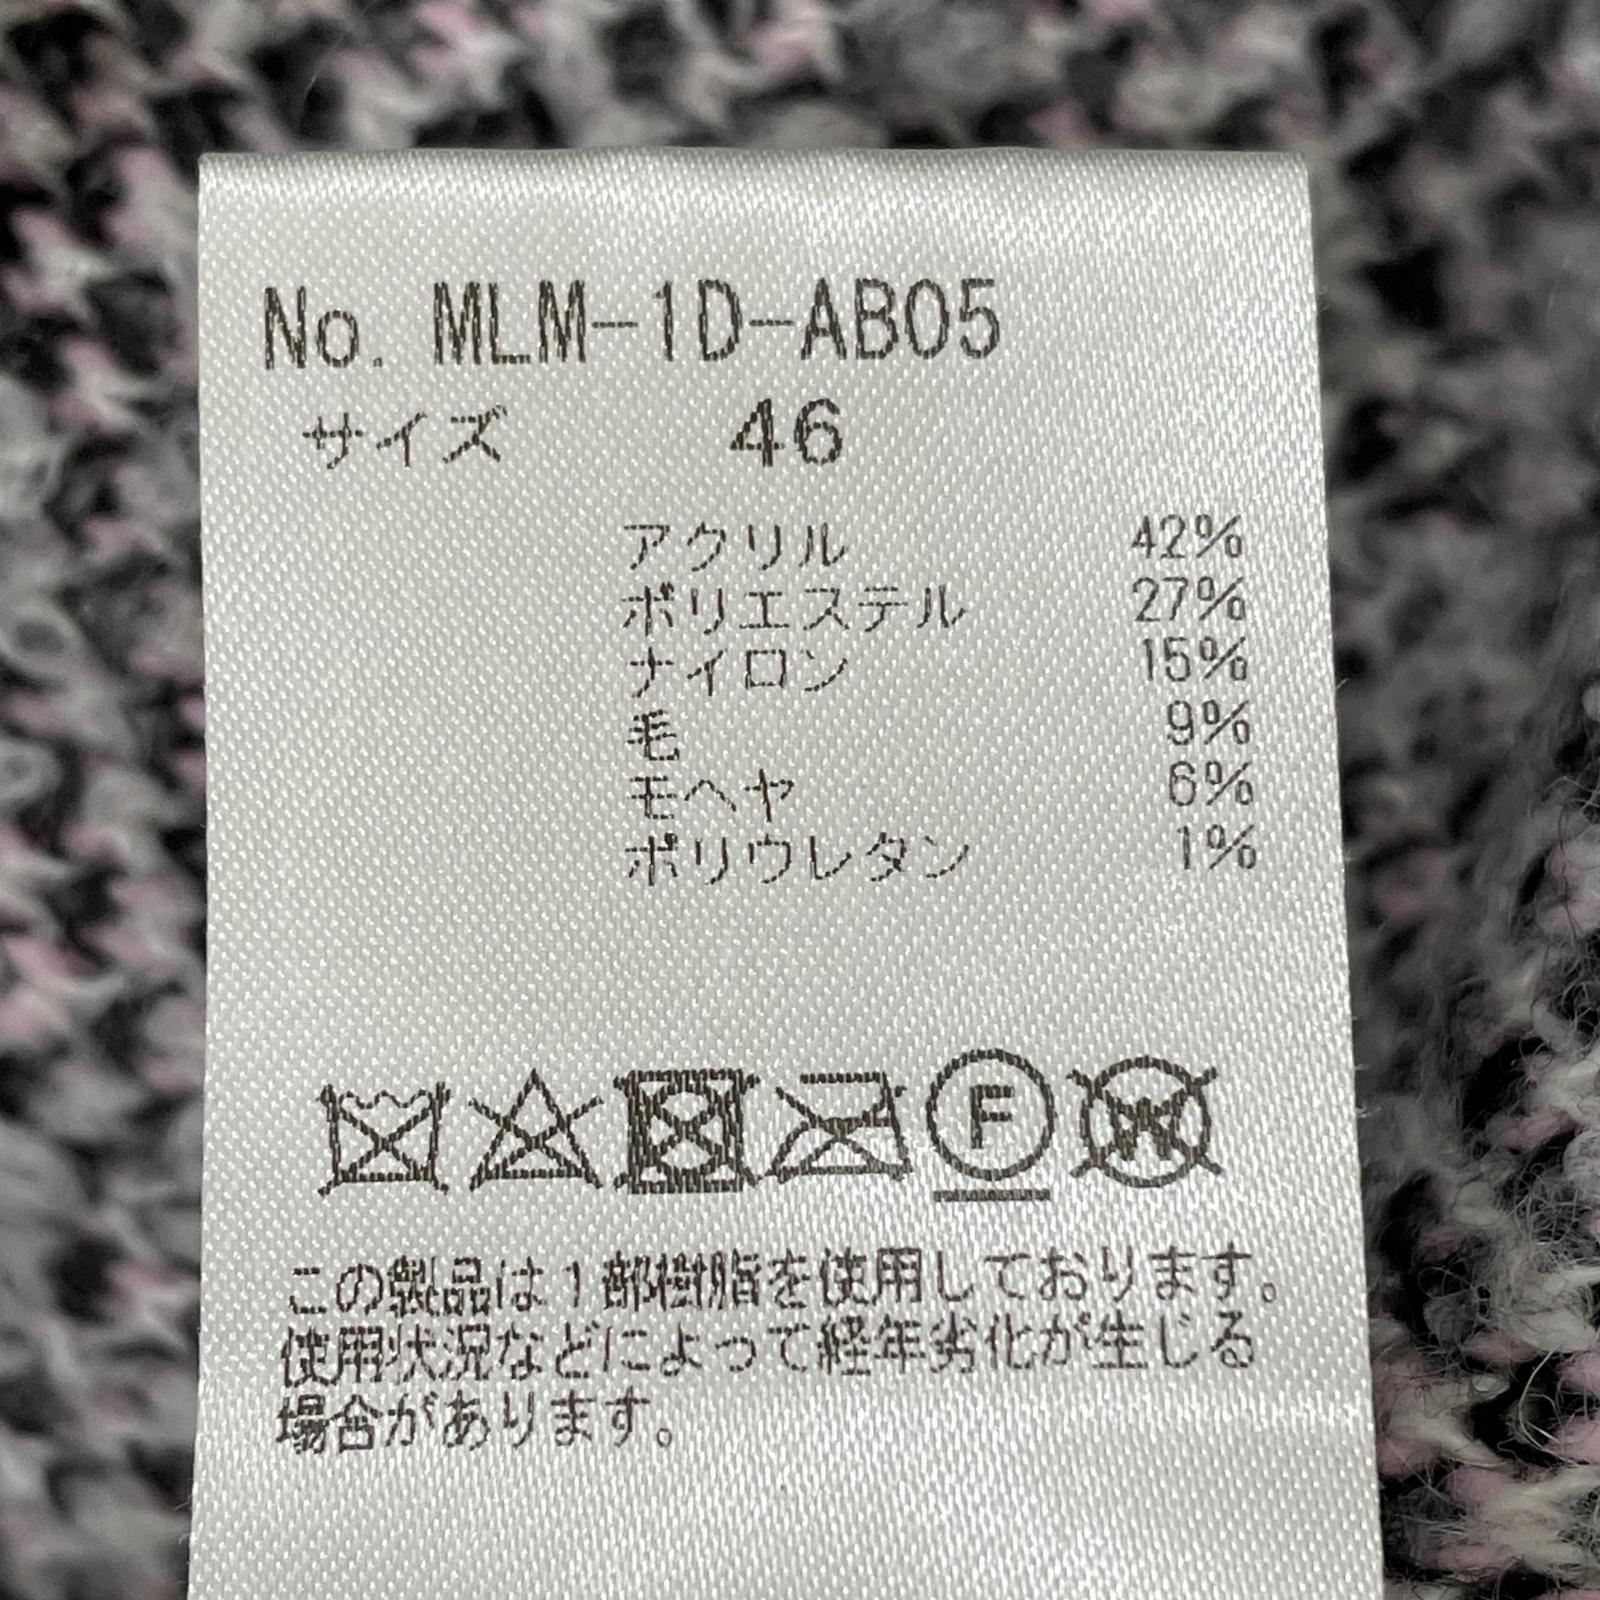 No. MLM-1D-AB05
サイズ 46
アクリル 42%
ポリエステル 27%
ナイロン 15%
毛 9%
モヘヤ 6%
ポリウレタン 1%
F W
この製品は1部樹脂を使用しております。
使用状況などによって経年劣化が生じる
場合があります。